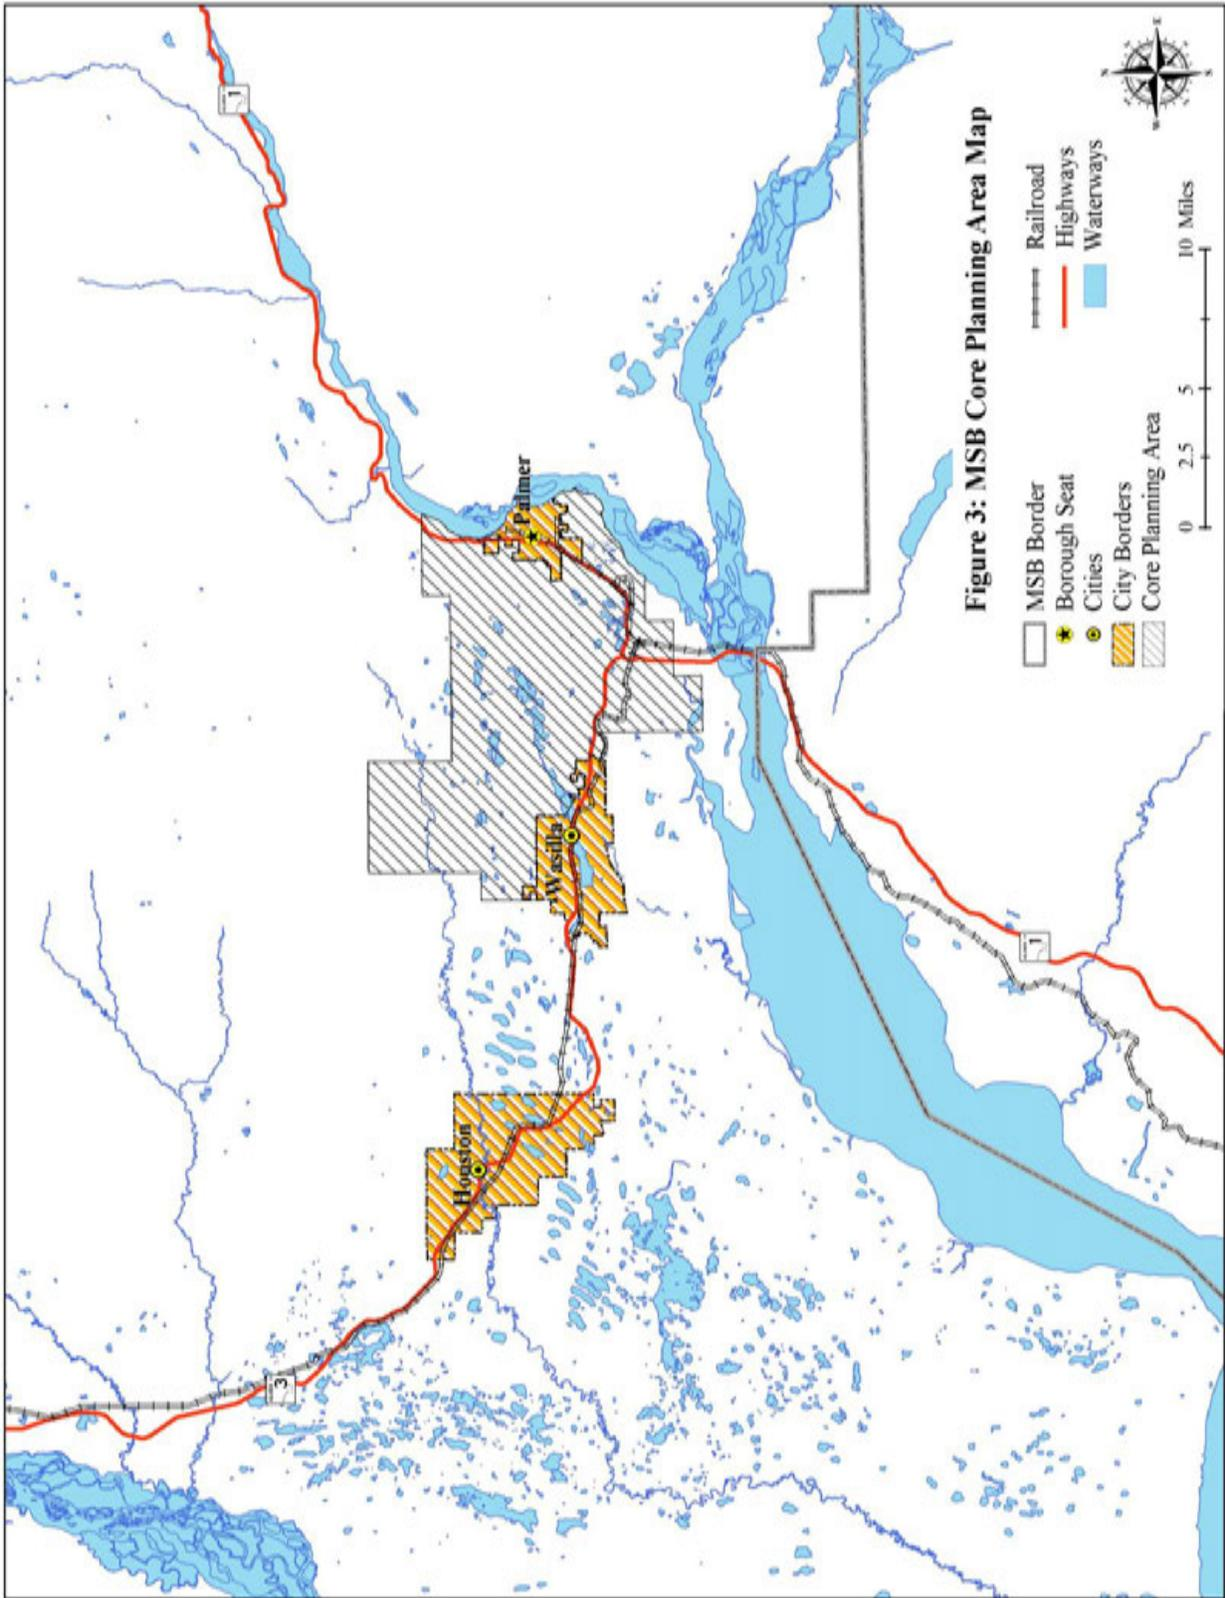 1
Palmer
Wasilla
Houston
3
1
Figure 3: MSB Core Planning Area Map
MSB Border
Borough Seat
Cities
City Borders
Core Planning Area
Railroad
Highways
Waterways
0 2.5 5 10 Miles
N
W E
S